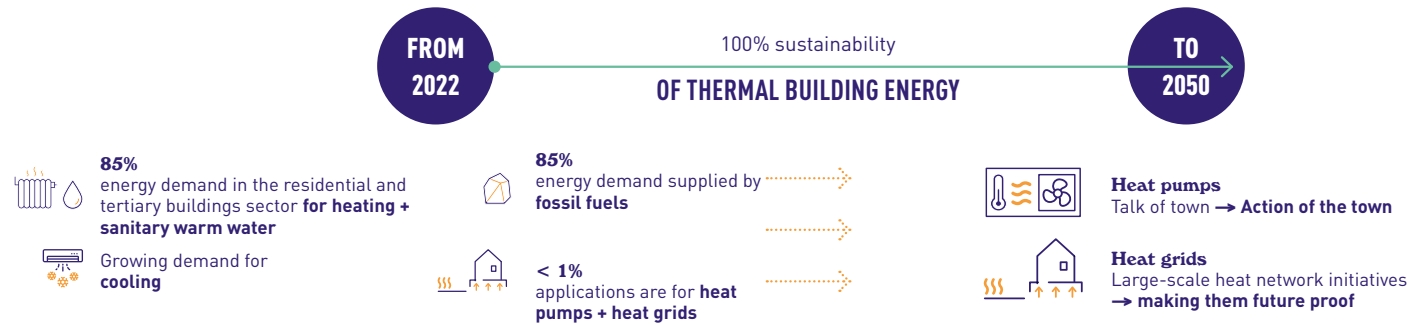 FROM
2022
100% sustainability
OF THERMAL BUILDING ENERGY
TO
2050
85%
energy demand in the residential and
tertiary buildings sector for heating +
sanitary warm water
Growing demand for
cooling
85%
energy demand supplied by
fossil fuels
< 1%
applications are for heat
pumps + heat grids
Heat pumps
Talk of town → Action of the town
Heat grids
Large-scale heat network initiatives
→ making them future proof